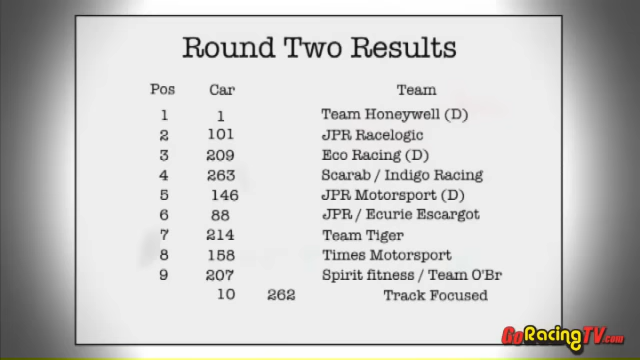 Round Two Results
Pos Car Team
1 1 Team Honeywell (D)
2 101 JPR Racelogic
3 209 Eco Racing (D)
4 263 Scarab / Indigo Racing
5 146 JPR Motorsport (D)
6 88 JPR / Ecurie Escargot
7 214 Team Tiger
8 158 Times Motorsport
9 207 Spirit fitness / Team O'Br
10 262 Track Focused
GoRacingTV.com